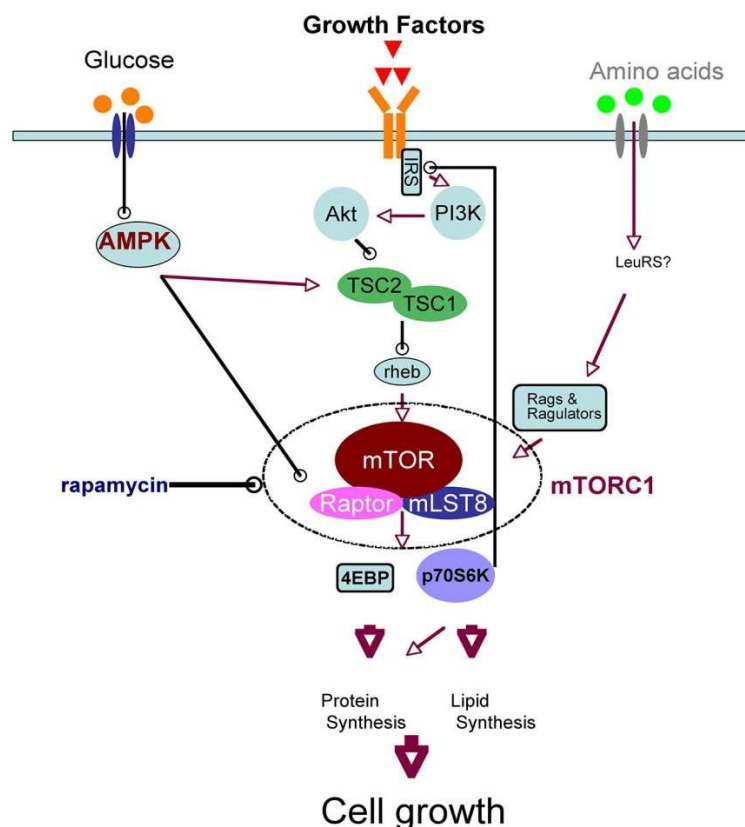 Growth Factors
Glucose
Amino acids
IRS
Akt
PI3K
AMPK
LeuRS?
TSC2
TSC1
rheb
Rags &
Ragulators
mTOR
rapamycin
mTORC1
Raptor
mLST8
4EBP
p70S6K
Protein
Synthesis
Lipid
Synthesis
Cell growth